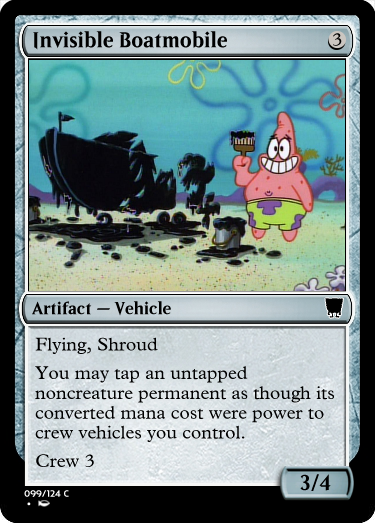 Invisible Boatmobile 3
Artifact — Vehicle
Flying, Shroud
You may tap an untapped
noncreature permanent as though its
converted mana cost were power to
crew vehicles you control.
Crew 3
3/4
099/124 C